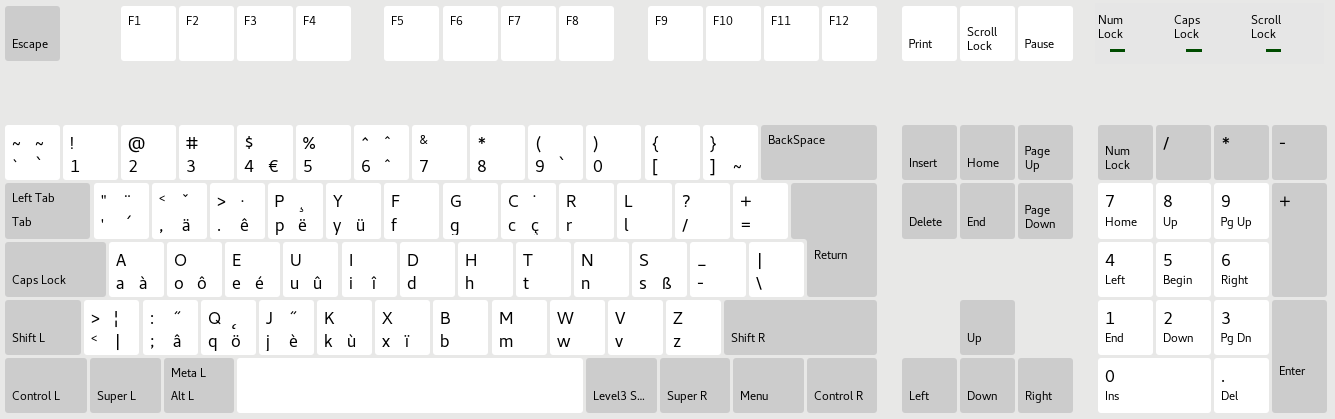 Escape F1 F2 F3 F4 F5 F6 F7 F8 F9 F10 F11 F12 Print Scroll Lock Pause Num Lock Caps Lock Scroll Lock
~ ~ ! @ # $ % ^ ^ & * ( ) { } BackSpace
` ` 1 2 3 4 € 5 6 ^ 7 8 9 ` 0 [ ] ~
Insert Home Page Up Num Lock / * -
Left Tab " ¨ < ˇ > · P ¸ Y F G C ˙ R L ? +
Tab ' ´ , ä . ê p ë y ü f g c ç r l / =
Delete End Page Down 7 Home 8 Up 9 Pg Up +
A O E U I D H T N S _ | Return
Caps Lock a à o ô e é u û i î d h t n s ß - \
4 Left 5 Begin 6 Right
> ¦ : ˝ Q ˛ J ˝ K X B M W V Z
Shift L < | ; â q ö j è k ù x ï b m w v z Shift R
Up 1 End 2 Down 3 Pg Dn Enter
Meta L
Control L Super L Alt L Level3 S... Super R Menu Control R
Left Down Right 0 Ins . Del